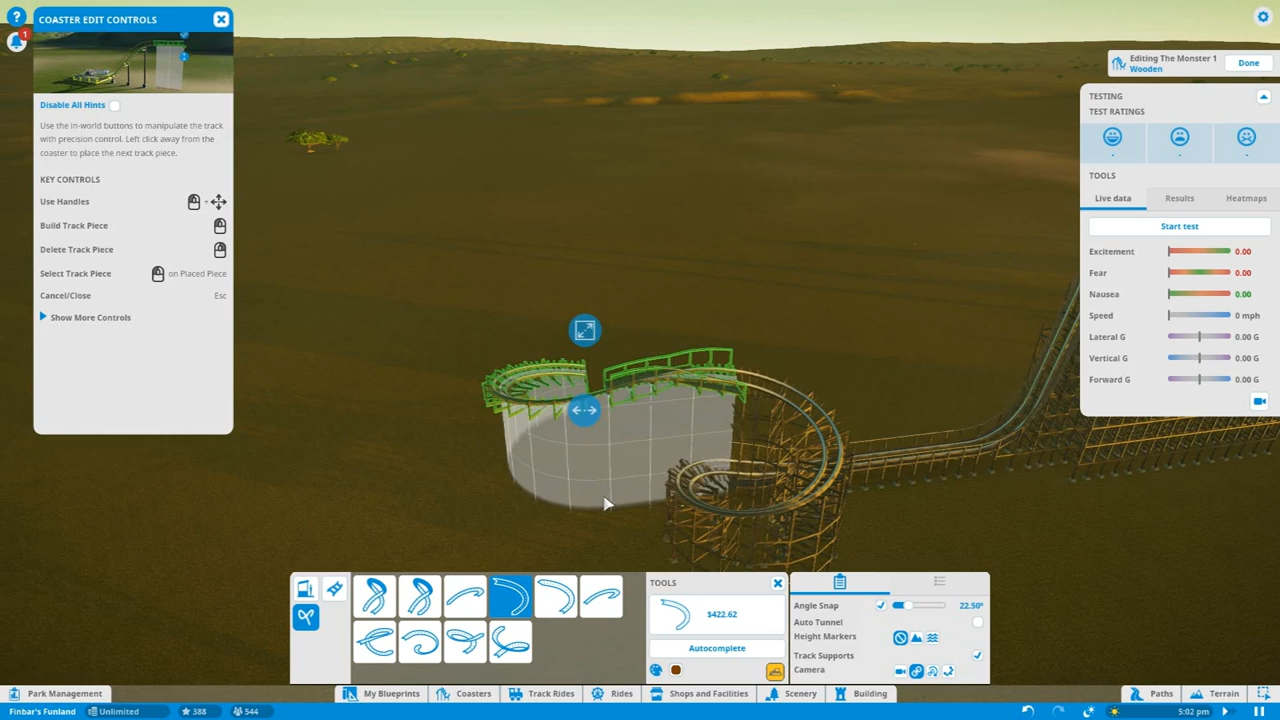 ?
COASTER EDIT CONTROLS
1
Disable All Hints
Use the in-world buttons to manipulate the track
with precision control. Left click away from the
coaster to place the next track piece.
KEY CONTROLS
Use Handles
+
Build Track Piece
Delete Track Piece
Select Track Piece on Placed Piece
Cancel/Close Esc
Show More Controls
Editing The Monster 1
Wooden
Done
TESTING
TEST RATINGS
- - -
TOOLS
Live data Results Heatmaps
Start test
Excitement 0.00
Fear 0.00
Nausea 0.00
Speed 0 mph
Lateral G 0.00 G
Vertical G 0.00 G
Forward G 0.00 G
TOOLS
$422.62
Autocomplete
Angle Snap 22.50°
Auto Tunnel
Height Markers
Track Supports
Camera
Park Management My Blueprints Coasters Track Rides Rides Shops and Facilities Scenery Building Paths Terrain
Finbar's Funland Unlimited 388 544 5:02 pm